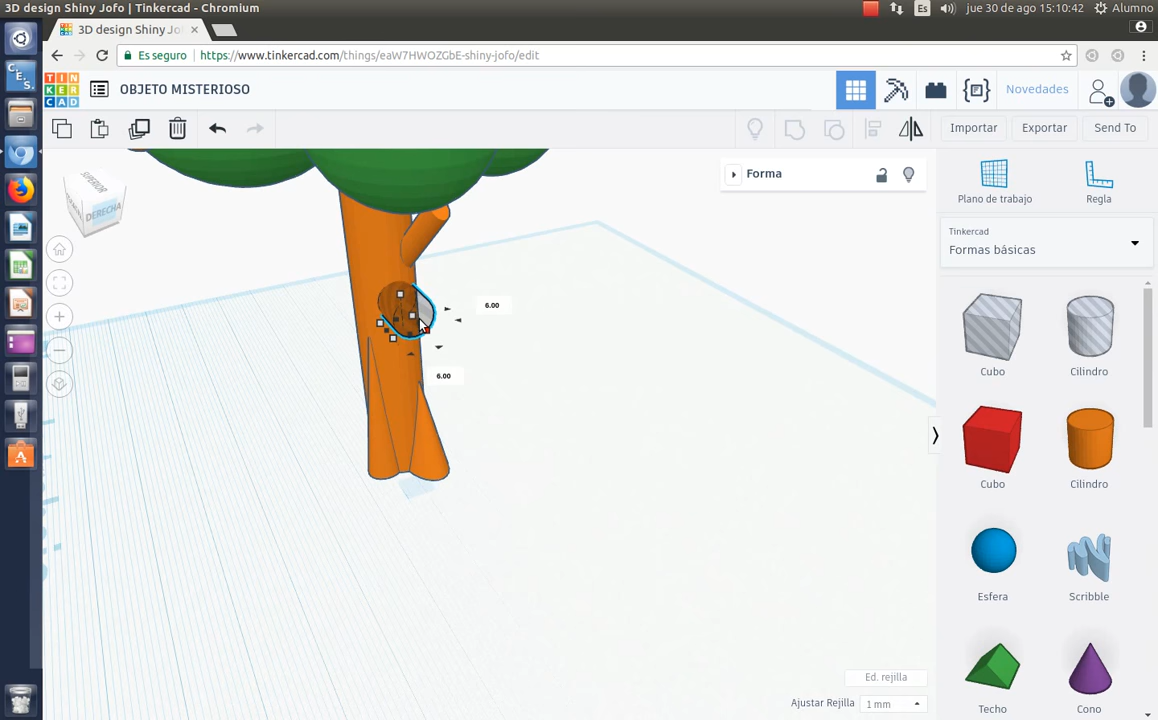 3D design Shiny Jofo | Tinkercad - Chromium
Es
jue 30 de ago 15:10:42
Alumno
3D design Shiny Jo
Es seguro
https://www.tinkercad.com/things/eaW7HWOZGbE-shiny-jofo/edit
TIN
KER
CAD
OBJETO MISTERIOSO
Novedades
Importar
Exportar
Send To
SUPERIOR
DERECHA
Forma
Plano de trabajo
Regla
Tinkercad
Formas básicas
6.00
6.00
Cubo
Cilindro
Cubo
Cilindro
Esfera
Scribble
Techo
Cono
Ed. rejilla
Ajustar Rejilla
1 mm